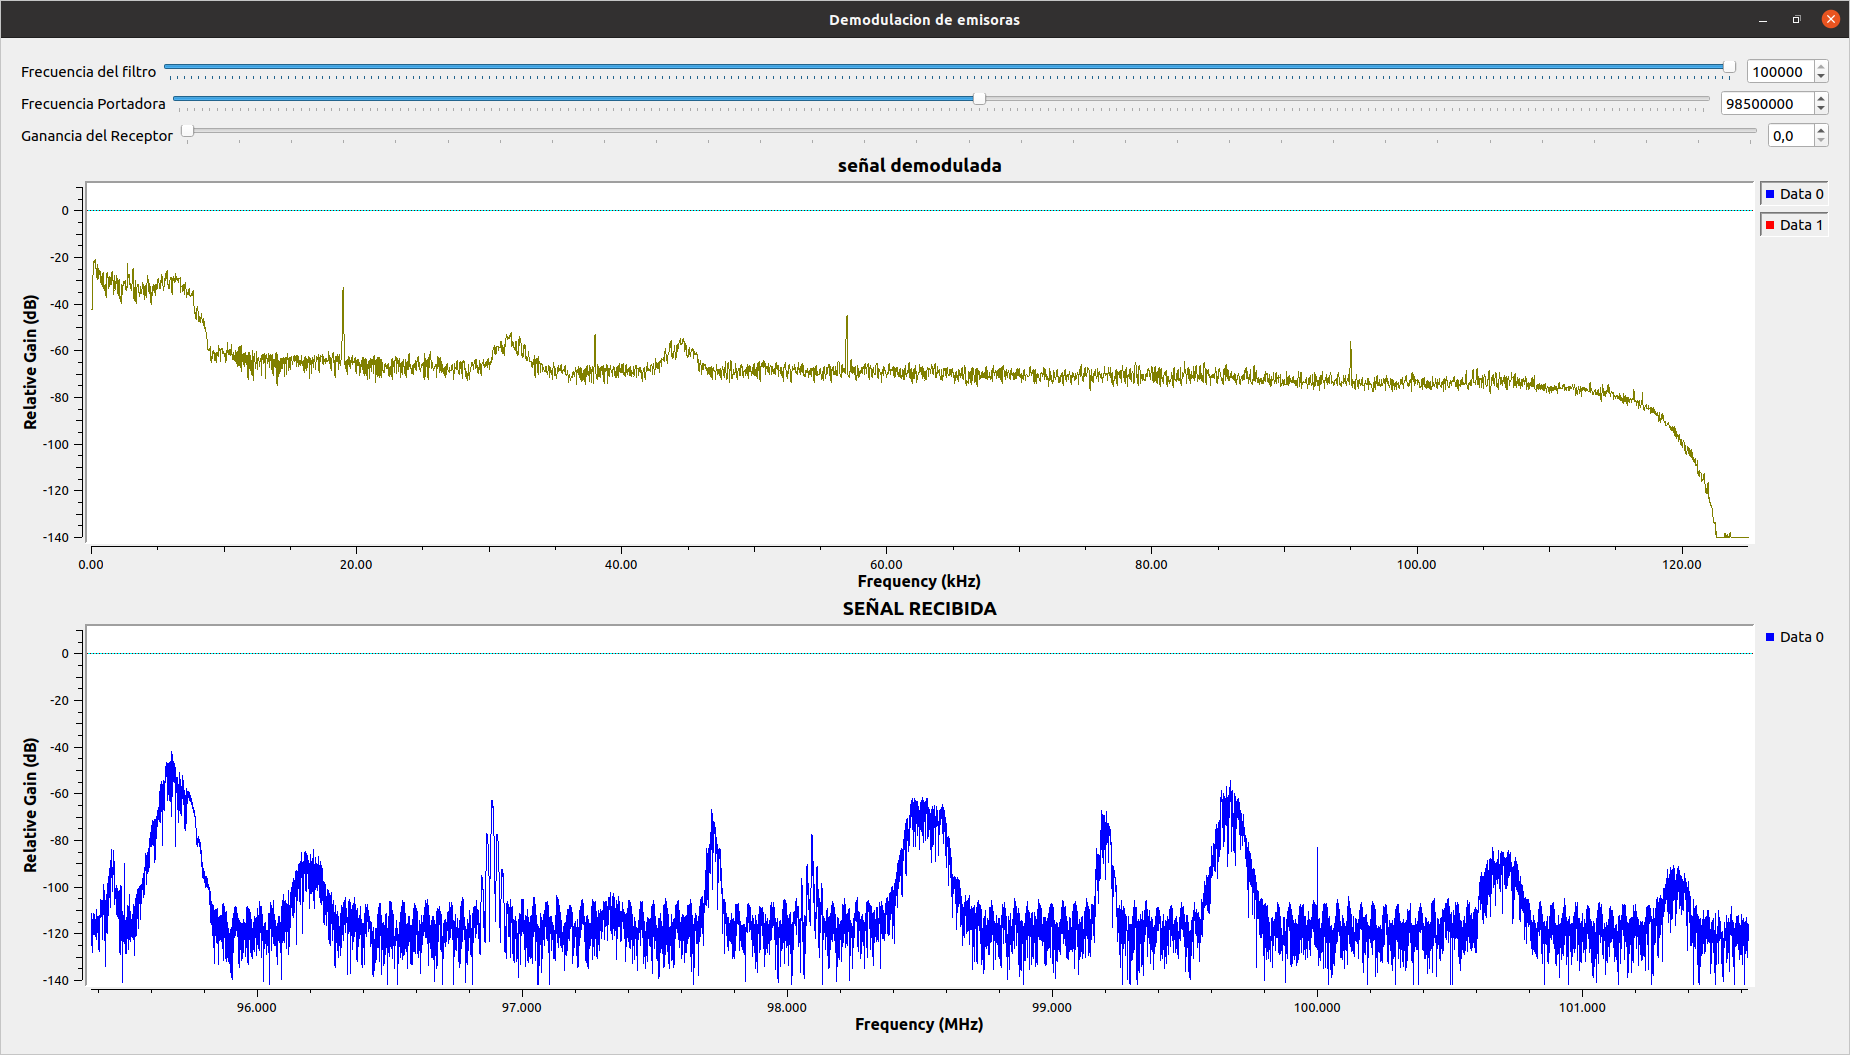 Demodulacion de emisoras
Frecuencia del filtro 100000
Frecuencia Portadora 98500000
Ganancia del Receptor 0,0
señal demodulada
Data 0
Data 1
Relative Gain (dB)
0
-20
-40
-60
-80
-100
-120
-140
0.00 20.00 40.00 60.00 80.00 100.00 120.00
Frequency (kHz)
SEÑAL RECIBIDA
Data 0
Relative Gain (dB)
0
-20
-40
-60
-80
-100
-120
-140
96.000 97.000 98.000 99.000 100.000 101.000
Frequency (MHz)